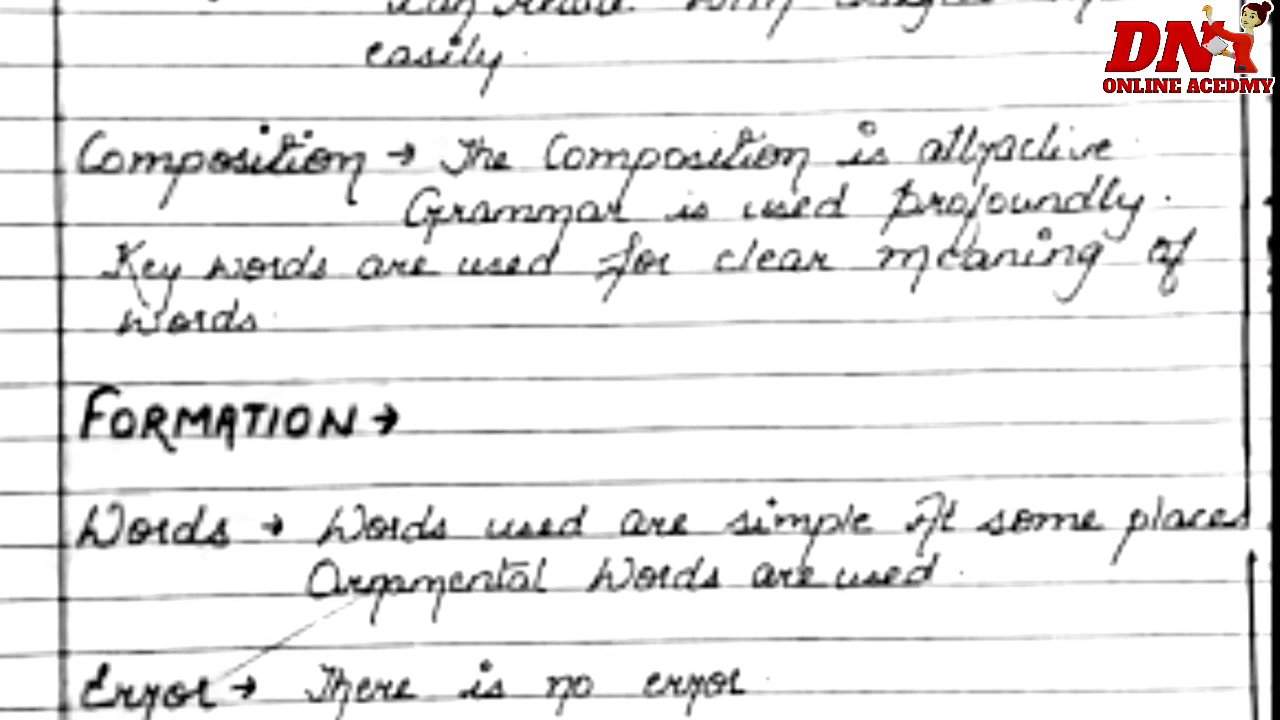 easily.
DN
ONLINE ACEDMY
Composition → The Composition is attractive
Grammar is used profoundly.
Key words are used for clear meaning of
words
FORMATION →
Words → Words used are simple At some places
Ornamental words are used.
Error → There is no error